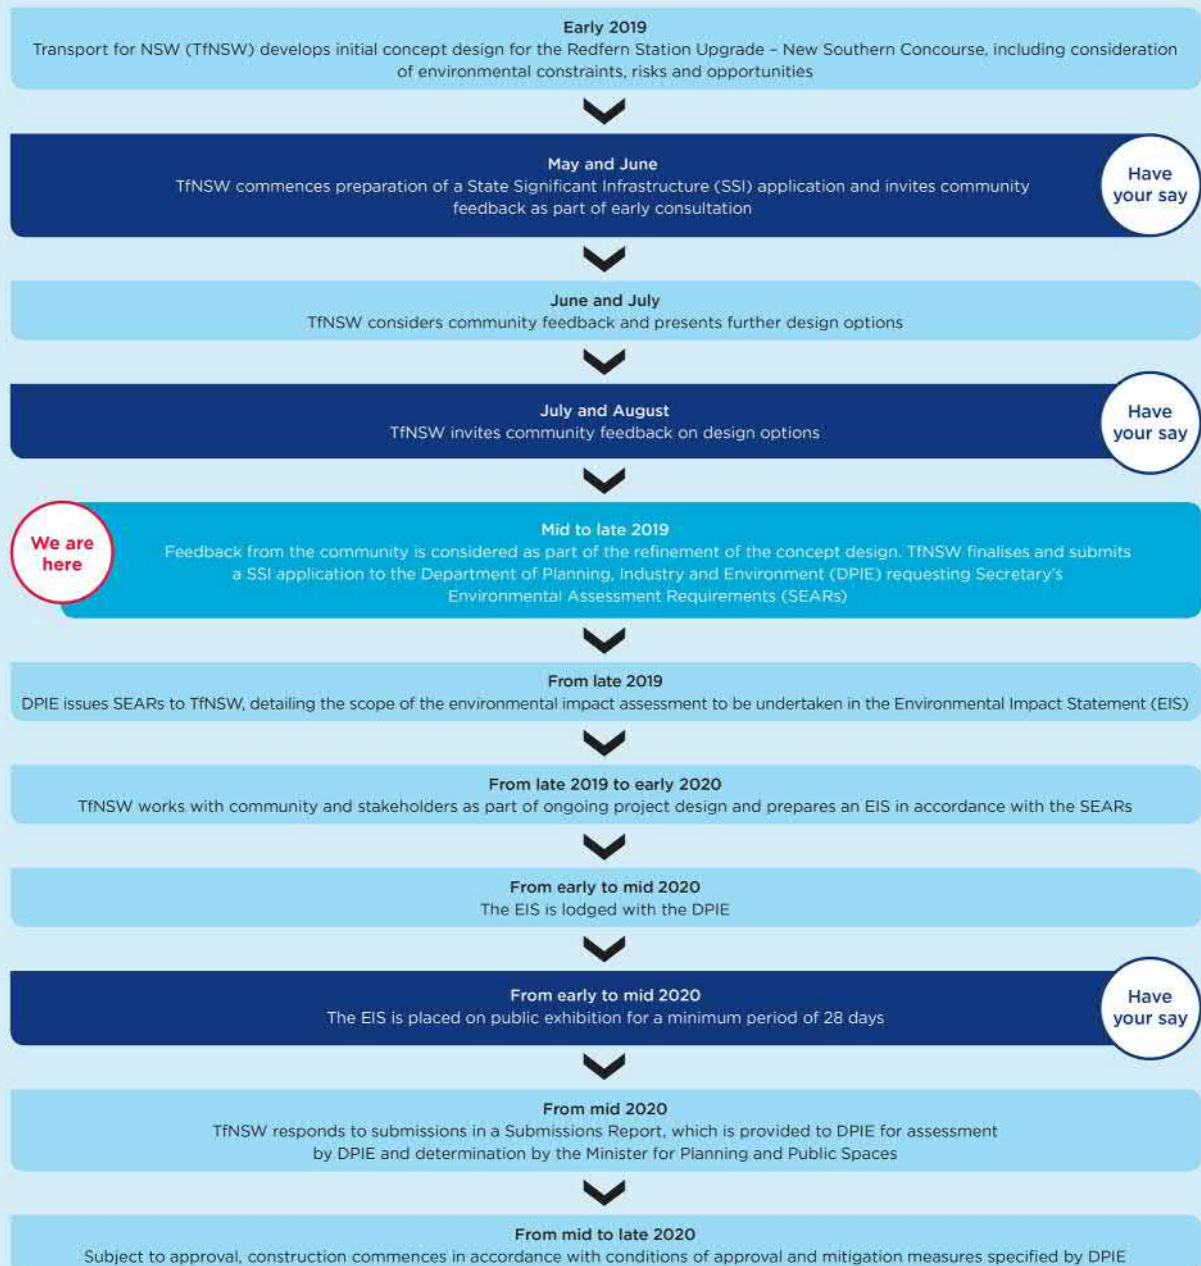 Early 2019
Transport for NSW (TfNSW) develops initial concept design for the Redfern Station Upgrade – New Southern Concourse, including consideration
of environmental constraints, risks and opportunities
May and June
TfNSW commences preparation of a State Significant Infrastructure (SSI) application and invites community
feedback as part of early consultation
Have
your say
June and July
TfNSW considers community feedback and presents further design options
July and August
TfNSW invites community feedback on design options
Have
your say
We are
here
Mid to late 2019
Feedback from the community is considered as part of the refinement of the concept design. TfNSW finalises and submits
a SSI application to the Department of Planning, Industry and Environment (DPIE) requesting Secretary's
Environmental Assessment Requirements (SEARs)
From late 2019
DPIE issues SEARs to TfNSW, detailing the scope of the environmental impact assessment to be undertaken in the Environmental Impact Statement (EIS)
From late 2019 to early 2020
TfNSW works with community and stakeholders as part of ongoing project design and prepares an EIS in accordance with the SEARs
From early to mid 2020
The EIS is lodged with the DPIE
From early to mid 2020
The EIS is placed on public exhibition for a minimum period of 28 days
Have
your say
From mid 2020
TfNSW responds to submissions in a Submissions Report, which is provided to DPIE for assessment
by DPIE and determination by the Minister for Planning and Public Spaces
From mid to late 2020
Subject to approval, construction commences in accordance with conditions of approval and mitigation measures specified by DPIE